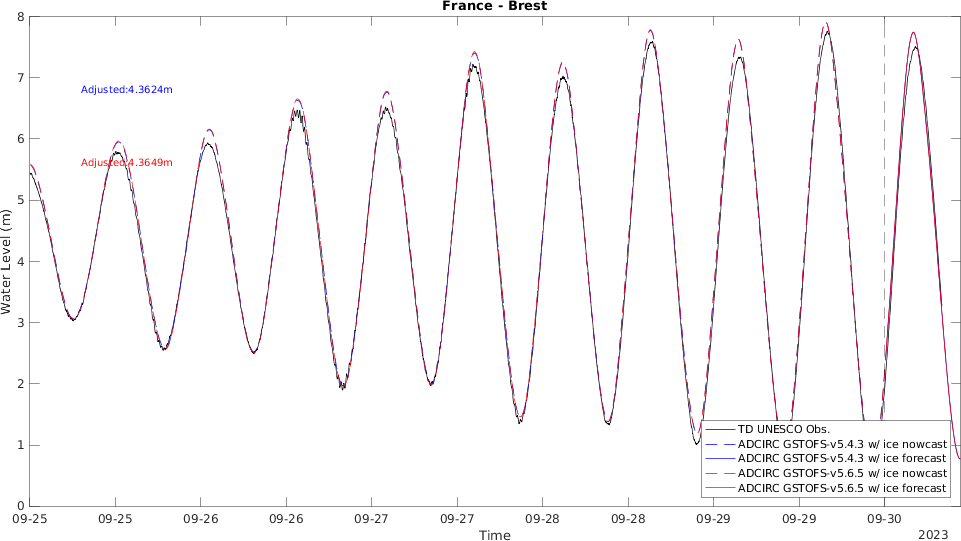 France - Brest
8
7
6
5
4
3
2
1
0
Water Level (m)
Adjusted:4.3624m
Adjusted:4.3649m
TD UNESCO Obs.
ADCIRC GSTOFS-v5.4.3 w/ ice nowcast
ADCIRC GSTOFS-v5.4.3 w/ ice forecast
ADCIRC GSTOFS-v5.6.5 w/ ice nowcast
ADCIRC GSTOFS-v5.6.5 w/ ice forecast
09-25 09-25 09-26 09-26 09-27 09-27 09-28 09-28 09-29 09-29 09-30
Time
2023